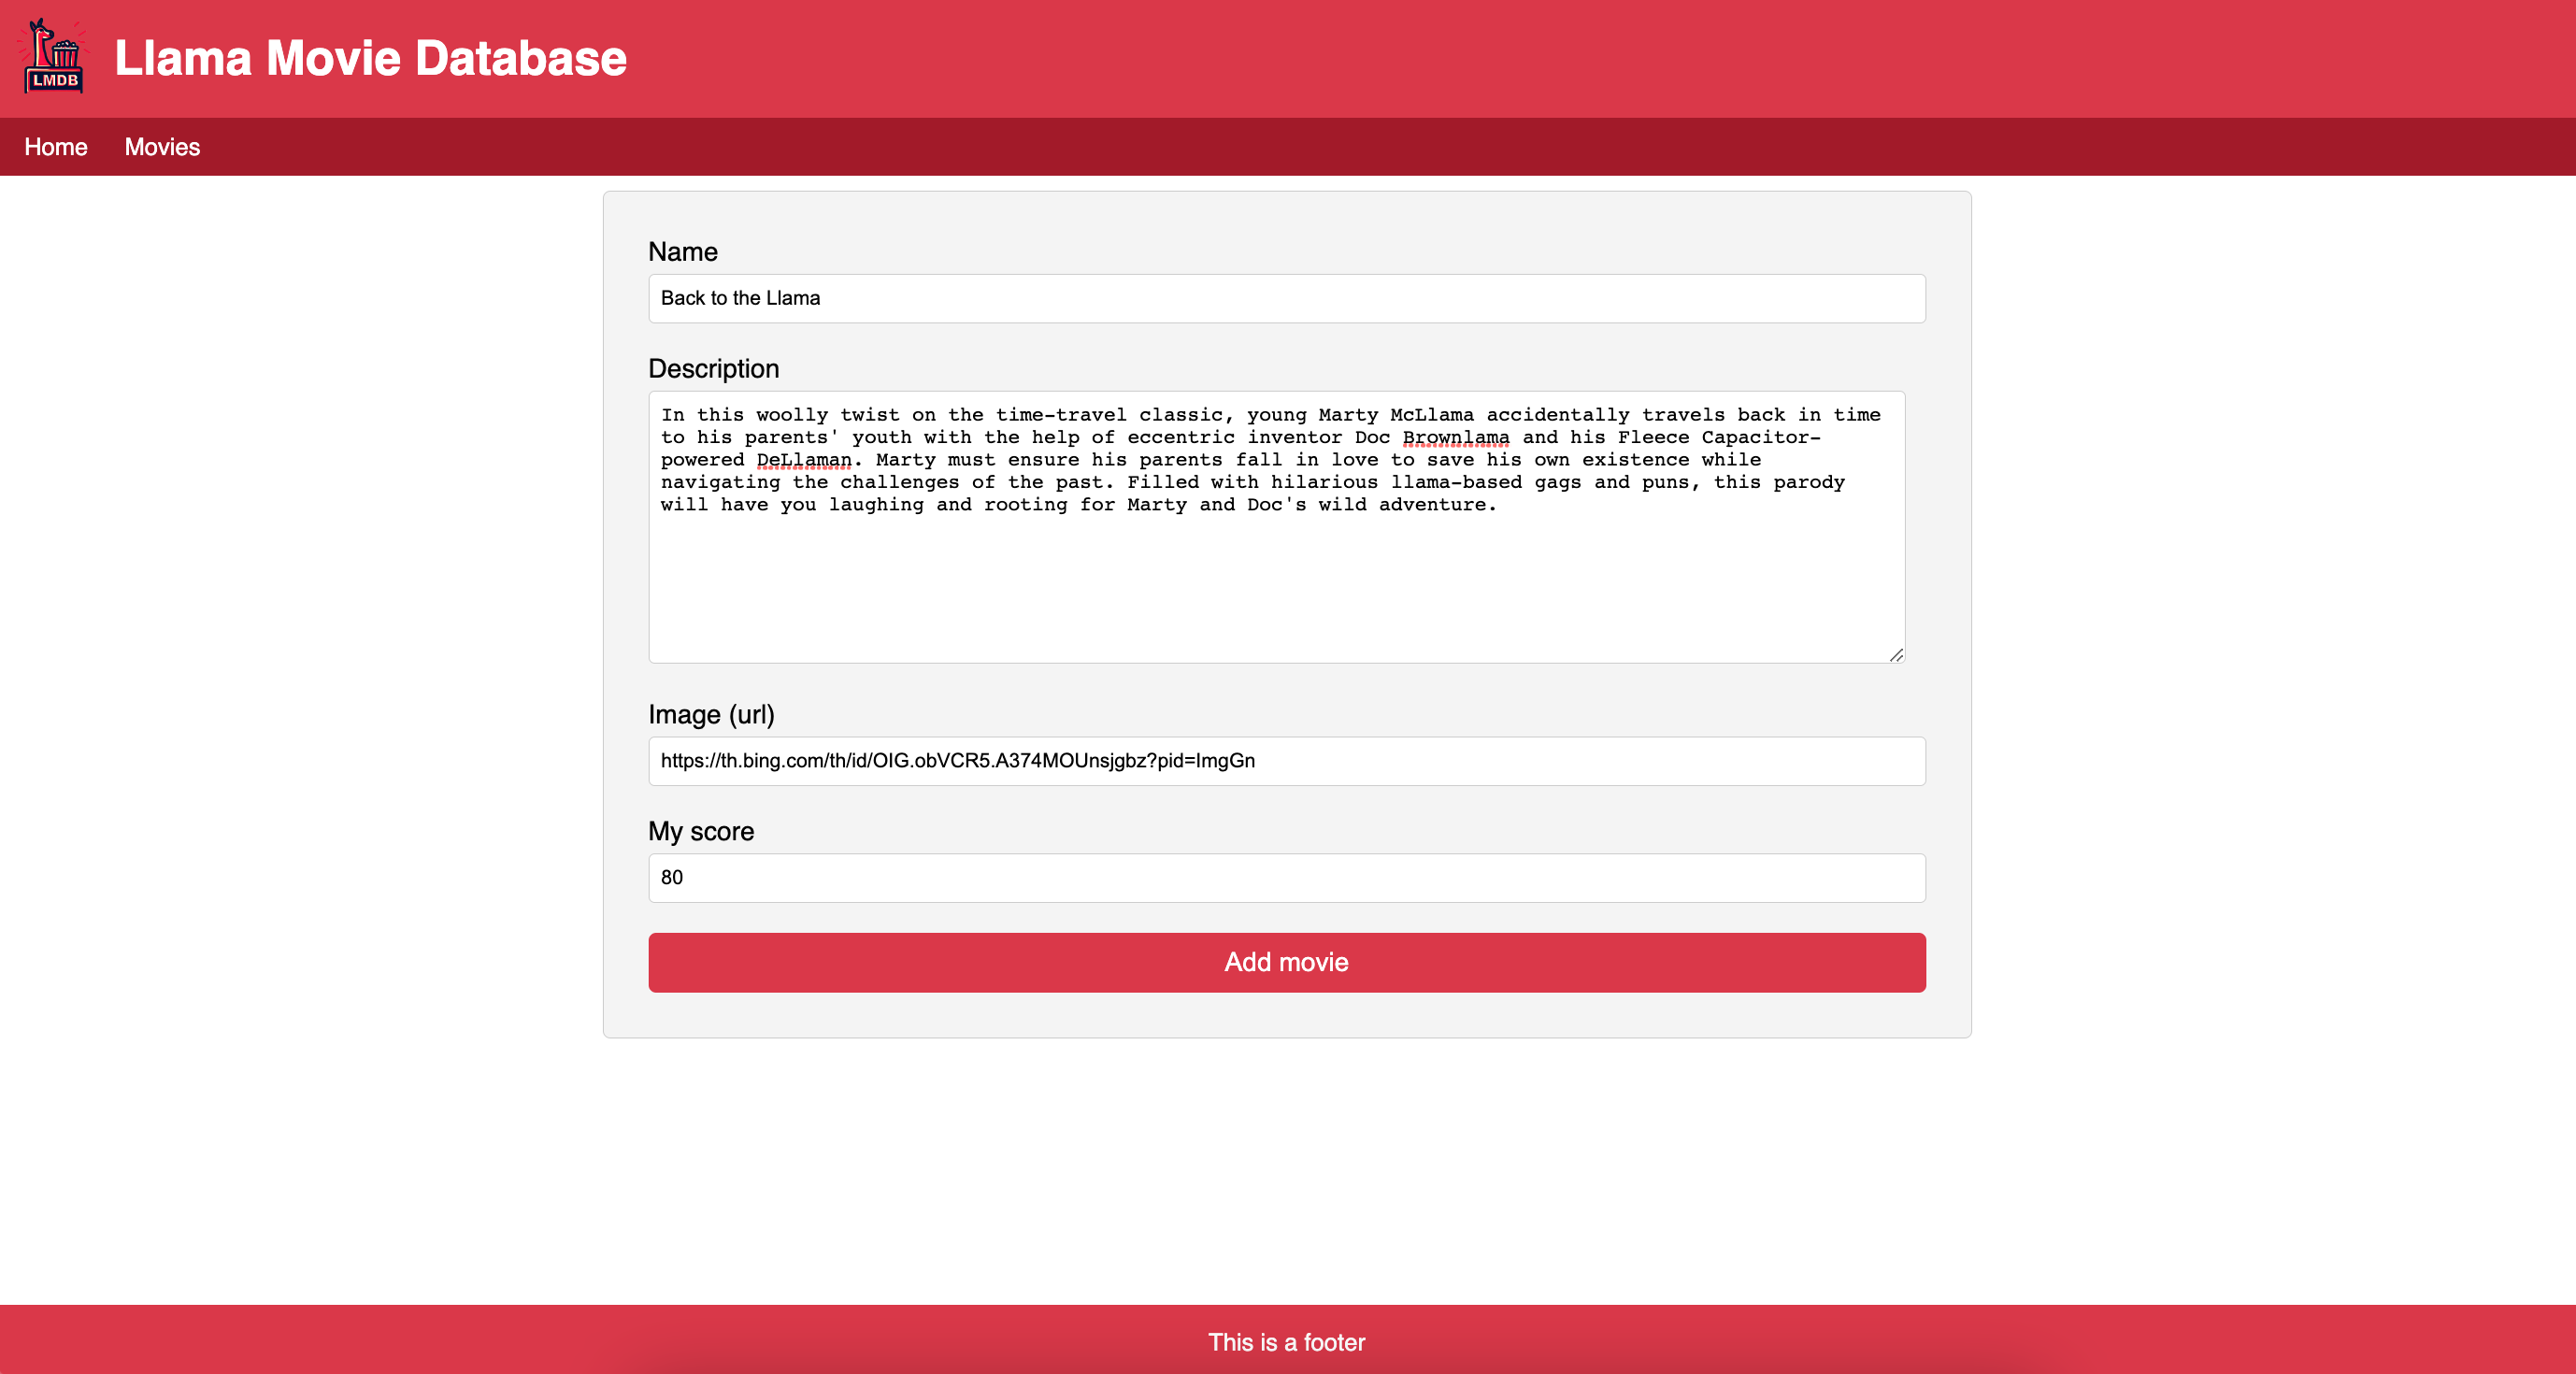 LMDB
Llama Movie Database
Home Movies
Name
Back to the Llama
Description
In this woolly twist on the time-travel classic, young Marty McLlama accidentally travels back in time
to his parents' youth with the help of eccentric inventor Doc Brownlama and his Fleece Capacitor-
powered DeLlaman. Marty must ensure his parents fall in love to save his own existence while
navigating the challenges of the past. Filled with hilarious llama-based gags and puns, this parody
will have you laughing and rooting for Marty and Doc's wild adventure.
Image (url)
https://th.bing.com/th/id/OIG.obVCR5.A374MOUnsjgbz?pid=ImgGn
My score
80
Add movie
This is a footer